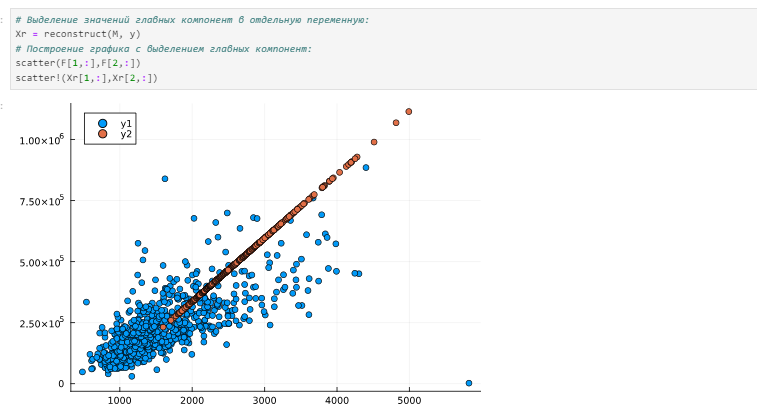 # Выделение значений главных компонент в отдельную переменную:
Xr = reconstruct(M, y)
# Построение графика с выделением главных компонент:
scatter(F[1,:],F[2,:])
scatter!(Xr[1,:],Xr[2,:])
y1
y2
1.00×10⁶
7.50×10⁵
5.00×10⁵
2.50×10⁵
0
1000 2000 3000 4000 5000